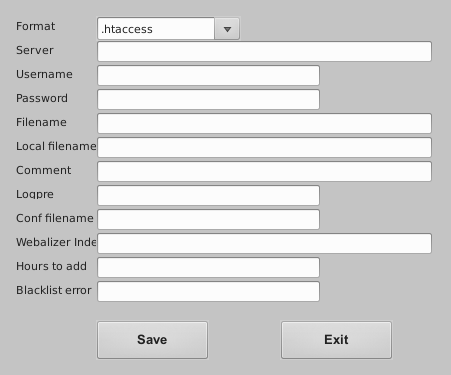 Format .htaccess
Server
Username
Password
Filename
Local filename
Comment
Logpre
Conf filename
Webalizer Inde
Hours to add
Blacklist error
Save Exit